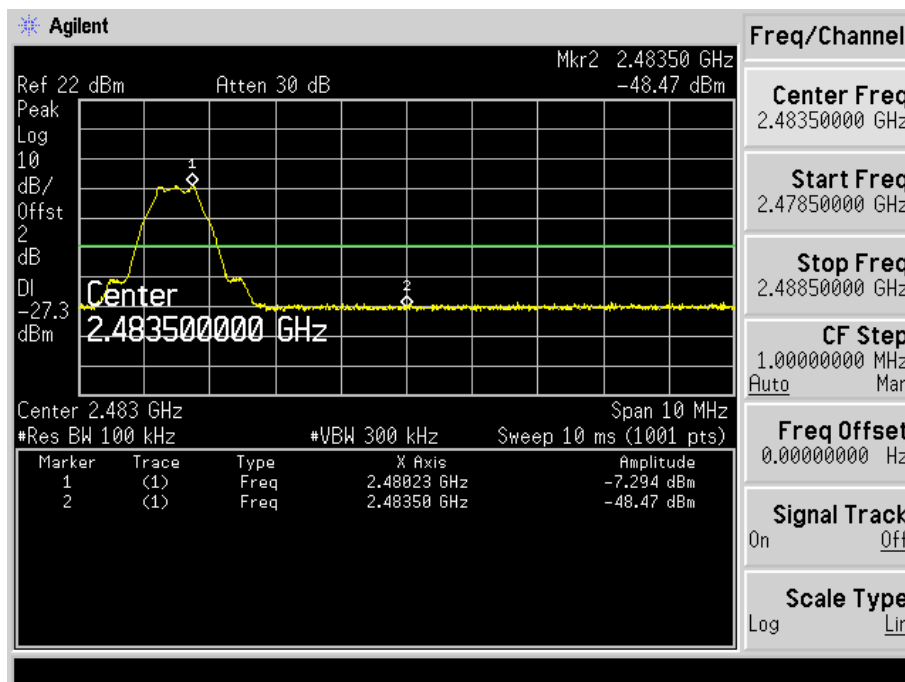 Agilent
Freq/Channel
Mkr2 2.48350 GHz
Ref 22 dBm Atten 30 dB -48.47 dBm
Peak
Log
10
dB/
Offst
2
dB
DI
-27.3
dBm
1
2
Center
2.483500000 GHz
Center 2.483 GHz Span 10 MHz
#Res BW 100 kHz #VBW 300 kHz Sweep 10 ms (1001 pts)
Marker Trace Type X Axis Amplitude
1 (1) Freq 2.48023 GHz -7.294 dBm
2 (1) Freq 2.48350 GHz -48.47 dBm
Center Freq
2.48350000 GHz
Start Freq
2.47850000 GHz
Stop Freq
2.48850000 GHz
CF Step
1.00000000 MHz
Auto Man
Freq Offset
0.00000000 Hz
Signal Track
On Off
Scale Type
Log Lin